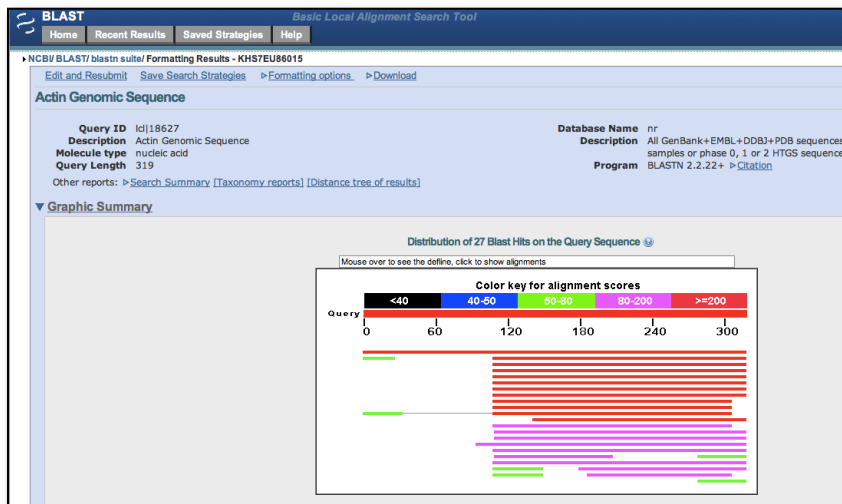 BLAST Basic Local Alignment Search Tool
Home Recent Results Saved Strategies Help
NCBI/ BLAST/ blastn suite/ Formatting Results - KHS7EU86015
Edit and Resubmit Save Search Strategies Formatting options Download
Actin Genomic Sequence
Query ID lcl|18627
Description Actin Genomic Sequence
Molecule type nucleic acid
Query Length 319
Database Name nr
Description All GenBank+EMBL+DDBJ+PDB sequences
samples or phase 0, 1 or 2 HTGS sequence
Program BLASTN 2.2.22+ Citation
Other reports: Search Summary [Taxonomy reports] [Distance tree of results]
Graphic Summary
Distribution of 27 Blast Hits on the Query Sequence
Mouse over to see the defline, click to show alignments
Color key for alignment scores
<40 40-50 50-80 80-200 >=200
Query
0 60 120 180 240 300